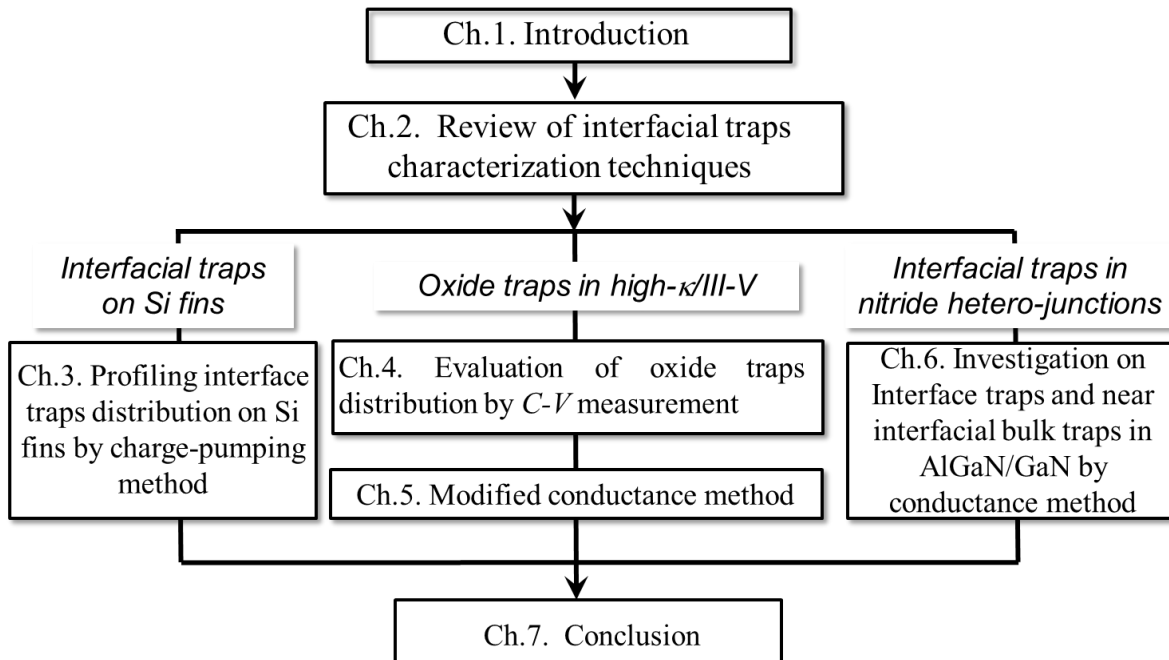 Ch.1. Introduction
Ch.2. Review of interfacial traps
characterization techniques
Interfacial traps
on Si fins
Oxide traps in high-κ/III-V
Interfacial traps in
nitride hetero-junctions
Ch.3. Profiling interface
traps distribution on Si
fins by charge-pumping
method
Ch.4. Evaluation of oxide traps
distribution by C-V measurement
Ch.5. Modified conductance method
Ch.6. Investigation on
Interface traps and near
interfacial bulk traps in
AlGaN/GaN by
conductance method
Ch.7. Conclusion